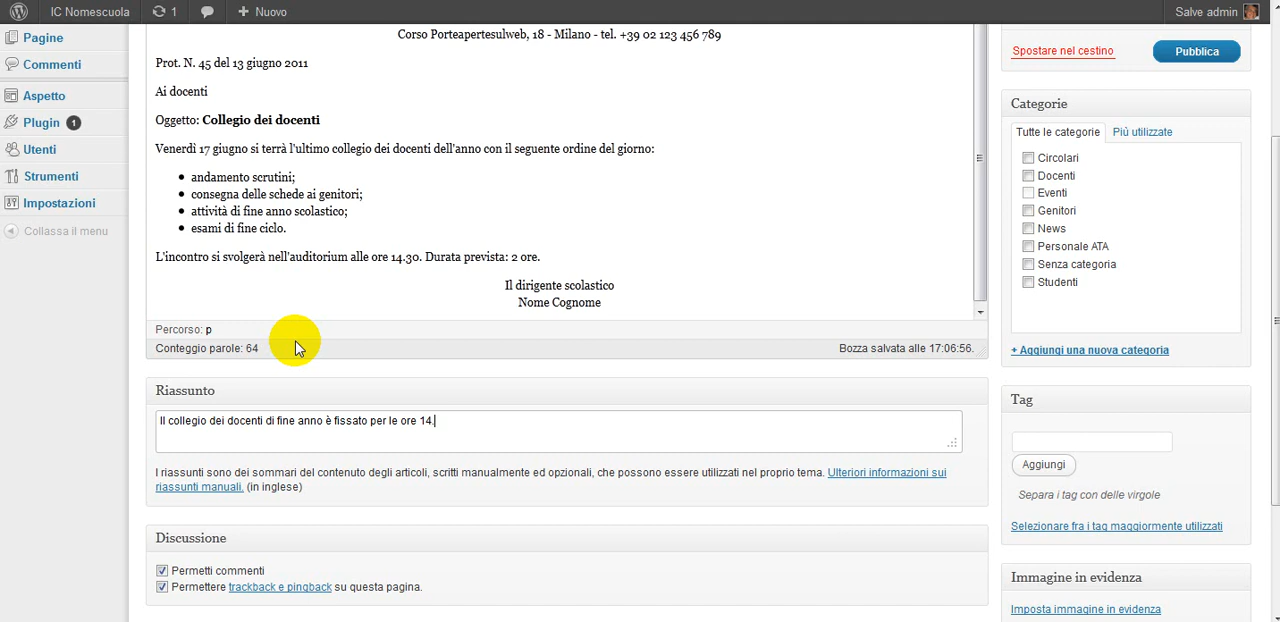 IC Nomescuola
1
Nuovo
Salve admin
Pagine
Commenti
Aspetto
Plugin 1
Utenti
Strumenti
Impostazioni
Collassa il menu
Corso Porteapertesulweb, 18 - Milano - tel. +39 02 123 456 789
Prot. N. 45 del 13 giugno 2011
Ai docenti
Oggetto: Collegio dei docenti
Venerdì 17 giugno si terrà l'ultimo collegio dei docenti dell'anno con il seguente ordine del giorno:
andamento scrutini;
consegna delle schede ai genitori;
attività di fine anno scolastico;
esami di fine ciclo.
L'incontro si svolgerà nell'auditorium alle ore 14.30. Durata prevista: 2 ore.
Il dirigente scolastico
Nome Cognome
Percorso: p
Conteggio parole: 64
Bozza salvata alle 17:06:56.
Riassunto
Il collegio dei docenti di fine anno è fissato per le ore 14.
I riassunti sono dei sommari del contenuto degli articoli, scritti manualmente ed opzionali, che possono essere utilizzati nel proprio tema. Ulteriori informazioni sui
riassunti manuali. (in inglese)
Discussione
Permetti commenti
Permettere trackback e pingback su questa pagina.
Spostare nel cestino
Pubblica
Categorie
Tutte le categorie
Più utilizzate
Circolari
Docenti
Eventi
Genitori
News
Personale ATA
Senza categoria
Studenti
+ Aggiungi una nuova categoria
Tag
Aggiungi
Separa i tag con delle virgole
Selezionare fra i tag maggiormente utilizzati
Immagine in evidenza
Imposta immagine in evidenza